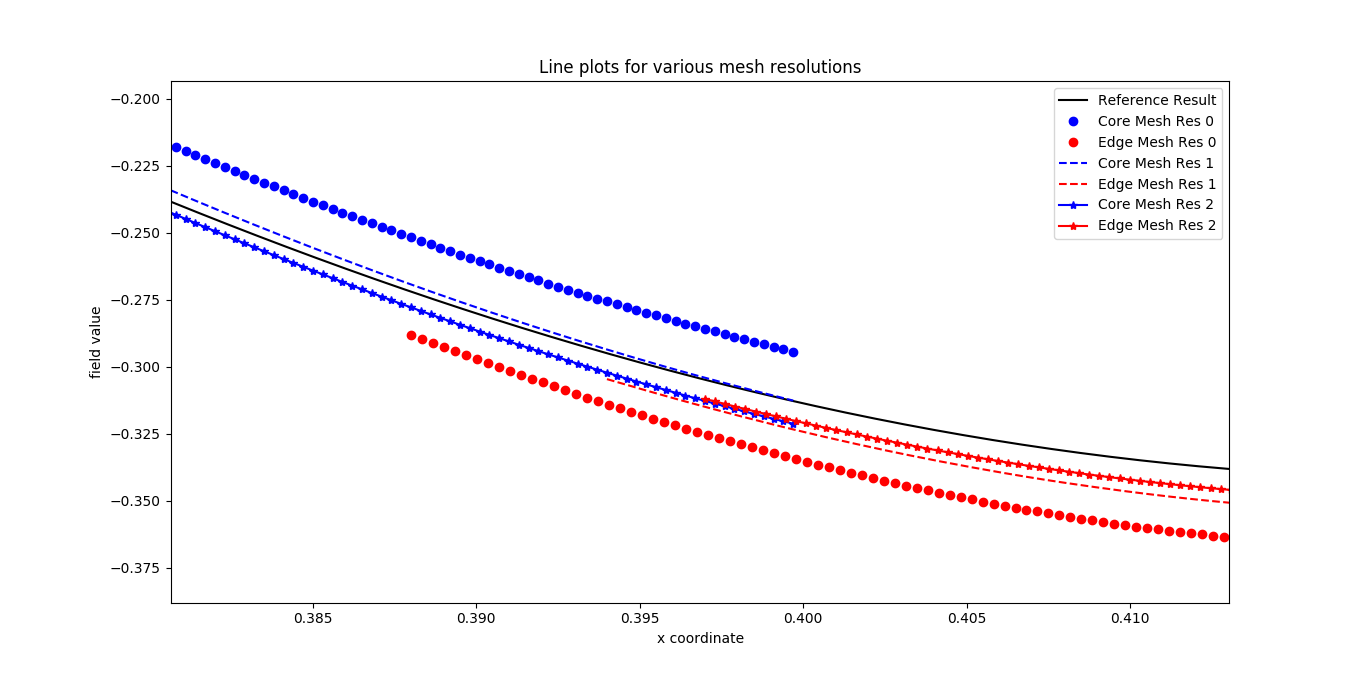 Line plots for various mesh resolutions
−0.200
−0.225
−0.250
−0.275
−0.300
−0.325
−0.350
−0.375
field value
0.385
0.390
0.395
0.400
0.405
0.410
x coordinate
Reference Result
Core Mesh Res 0
Edge Mesh Res 0
Core Mesh Res 1
Edge Mesh Res 1
Core Mesh Res 2
Edge Mesh Res 2